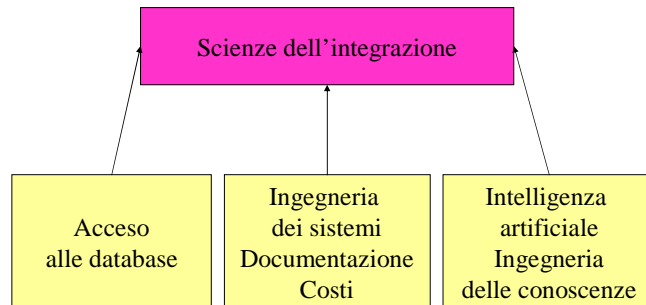 Scienze dell’integrazione
Acceso
alle database
Ingegneria
dei sistemi
Documentazione
Costi
Intelligenza
artificiale
Ingegneria
delle conoscenze